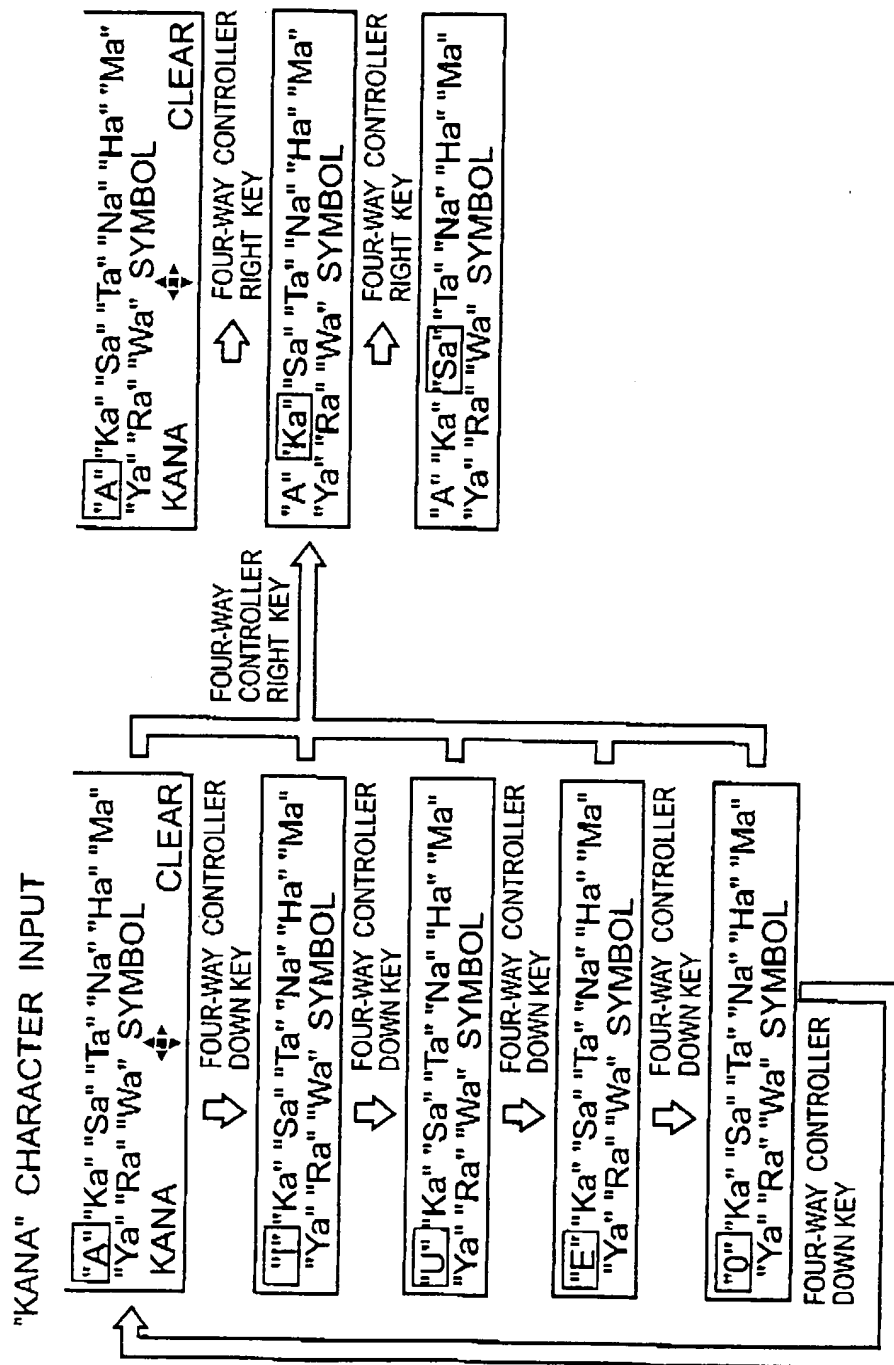 "KANA" CHARACTER INPUT
"A" "Ka" "Sa" "Ta" "Na" "Ha" "Ma"
"Ya" "Ra" "Wa" SYMBOL
KANA CLEAR
FOUR-WAY CONTROLLER
DOWN KEY
"I" "Ka" "Sa" "Ta" "Na" "Ha" "Ma"
"Ya" "Ra" "Wa" SYMBOL
FOUR-WAY CONTROLLER
DOWN KEY
"U" "Ka" "Sa" "Ta" "Na" "Ha" "Ma"
"Ya" "Ra" "Wa" SYMBOL
FOUR-WAY CONTROLLER
DOWN KEY
"E" "Ka" "Sa" "Ta" "Na" "Ha" "Ma"
"Ya" "Ra" "Wa" SYMBOL
FOUR-WAY CONTROLLER
DOWN KEY
"O" "Ka" "Sa" "Ta" "Na" "Ha" "Ma"
"Ya" "Ra" "Wa" SYMBOL
FOUR-WAY CONTROLLER
DOWN KEY
FOUR-WAY
CONTROLLER
RIGHT KEY
"A" "Ka" "Sa" "Ta" "Na" "Ha" "Ma"
"Ya" "Ra" "Wa" SYMBOL
KANA CLEAR
FOUR-WAY CONTROLLER
RIGHT KEY
"A" "Ka" "Sa" "Ta" "Na" "Ha" "Ma"
"Ya" "Ra" "Wa" SYMBOL
FOUR-WAY CONTROLLER
RIGHT KEY
"A" "Ka" "Sa" "Ta" "Na" "Ha" "Ma"
"Ya" "Ra" "Wa" SYMBOL